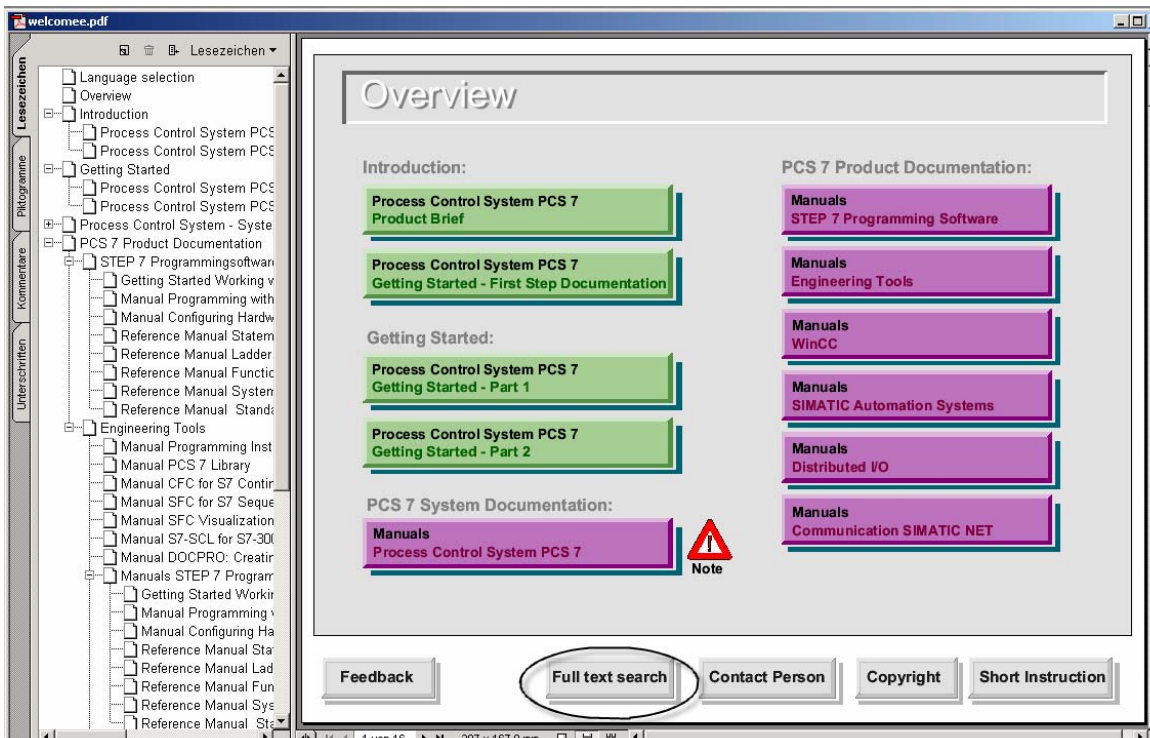 welcomee.pdf
Lesezeichen
Lesezeichen
Piktogramme
Kommentare
Unterschriften
Language selection
Overview
Introduction
Process Control System PCS
Process Control System PCS
Getting Started
Process Control System PCS
Process Control System PCS
Process Control System - Syste
PCS 7 Product Documentation
STEP 7 Programmingsoftware
Getting Started Working
Manual Programming with
Manual Configuring Hardw
Reference Manual Statem
Reference Manual Ladder
Reference Manual Functic
Reference Manual System
Reference Manual Standa
Engineering Tools
Manual Programming Inst
Manual PCS 7 Library
Manual CFC for S7 Contin
Manual SFC for S7 Seque
Manual SFC Visualization
Manual S7-SCL for S7-300
Manual DOCPRO: Creatin
Manuals STEP 7 Program
Getting Started Workin
Manual Programming
Manual Configuring Ha
Reference Manual Sta
Reference Manual Lad
Reference Manual Fun
Reference Manual Sys
Reference Manual Sta
Overview
Introduction:
Process Control System PCS 7
Product Brief
Process Control System PCS 7
Getting Started - First Step Documentation
Getting Started:
Process Control System PCS 7
Getting Started - Part 1
Process Control System PCS 7
Getting Started - Part 2
PCS 7 System Documentation:
Manuals
Process Control System PCS 7
Note
PCS 7 Product Documentation:
Manuals
STEP 7 Programming Software
Manuals
Engineering Tools
Manuals
WinCC
Manuals
SIMATIC Automation Systems
Manuals
Distributed I/O
Manuals
Communication SIMATIC NET
Feedback
Full text search
Contact Person
Copyright
Short Instruction
1 von 16